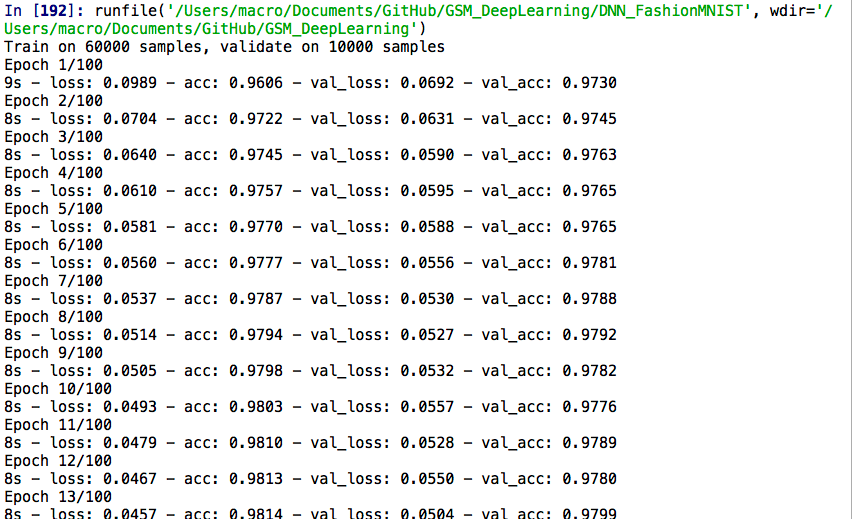 In [192]: runfile('/Users/macro/Documents/GitHub/GSM_DeepLearning/DNN_FashionMNIST', wdir='/
Users/macro/Documents/GitHub/GSM_DeepLearning')
Train on 60000 samples, validate on 10000 samples
Epoch 1/100
9s - loss: 0.0989 - acc: 0.9606 - val_loss: 0.0692 - val_acc: 0.9730
Epoch 2/100
8s - loss: 0.0704 - acc: 0.9722 - val_loss: 0.0631 - val_acc: 0.9745
Epoch 3/100
8s - loss: 0.0640 - acc: 0.9745 - val_loss: 0.0590 - val_acc: 0.9763
Epoch 4/100
8s - loss: 0.0610 - acc: 0.9757 - val_loss: 0.0595 - val_acc: 0.9765
Epoch 5/100
8s - loss: 0.0581 - acc: 0.9770 - val_loss: 0.0588 - val_acc: 0.9765
Epoch 6/100
8s - loss: 0.0560 - acc: 0.9777 - val_loss: 0.0556 - val_acc: 0.9781
Epoch 7/100
8s - loss: 0.0537 - acc: 0.9787 - val_loss: 0.0530 - val_acc: 0.9788
Epoch 8/100
8s - loss: 0.0514 - acc: 0.9794 - val_loss: 0.0527 - val_acc: 0.9792
Epoch 9/100
8s - loss: 0.0505 - acc: 0.9798 - val_loss: 0.0532 - val_acc: 0.9782
Epoch 10/100
8s - loss: 0.0493 - acc: 0.9803 - val_loss: 0.0557 - val_acc: 0.9776
Epoch 11/100
8s - loss: 0.0479 - acc: 0.9810 - val_loss: 0.0528 - val_acc: 0.9789
Epoch 12/100
8s - loss: 0.0467 - acc: 0.9813 - val_loss: 0.0550 - val_acc: 0.9780
Epoch 13/100
8s - loss: 0.0457 - acc: 0.9814 - val_loss: 0.0504 - val_acc: 0.9799